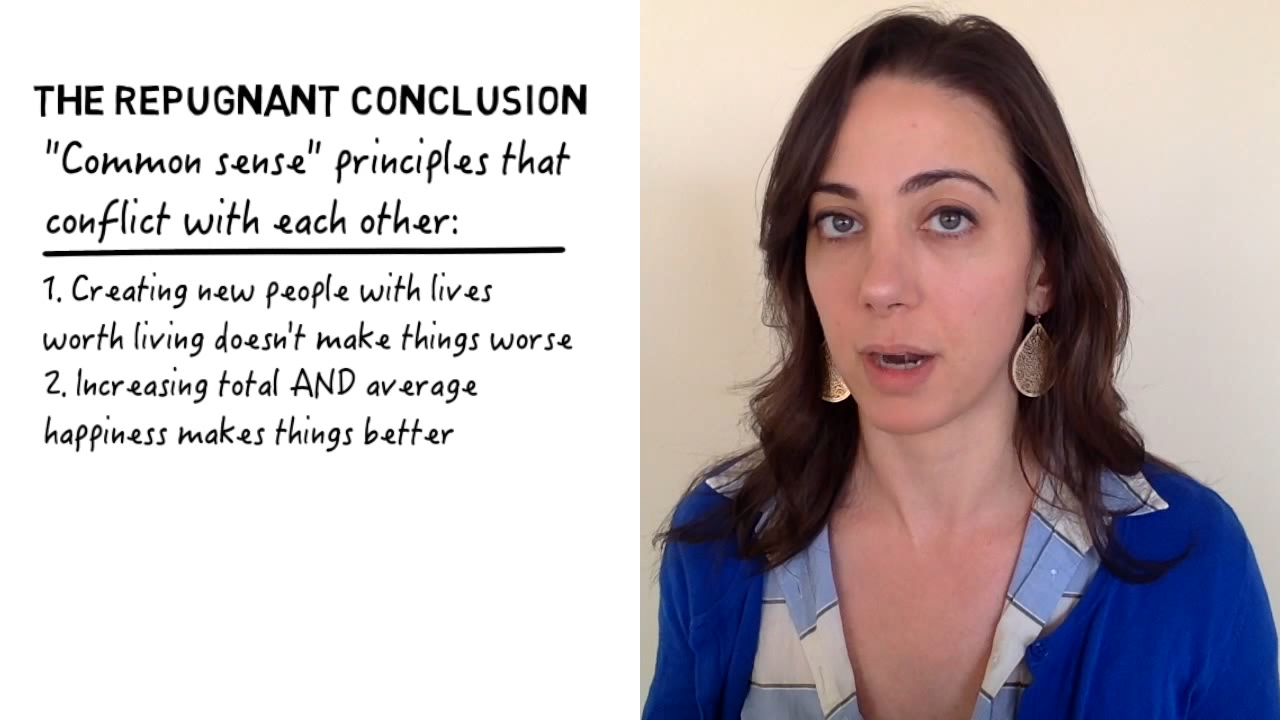 THE REPUGNANT CONCLUSION
"Common sense" principles that
conflict with each other:
1. Creating new people with lives
worth living doesn't make things worse
2. Increasing total AND average
happiness makes things better